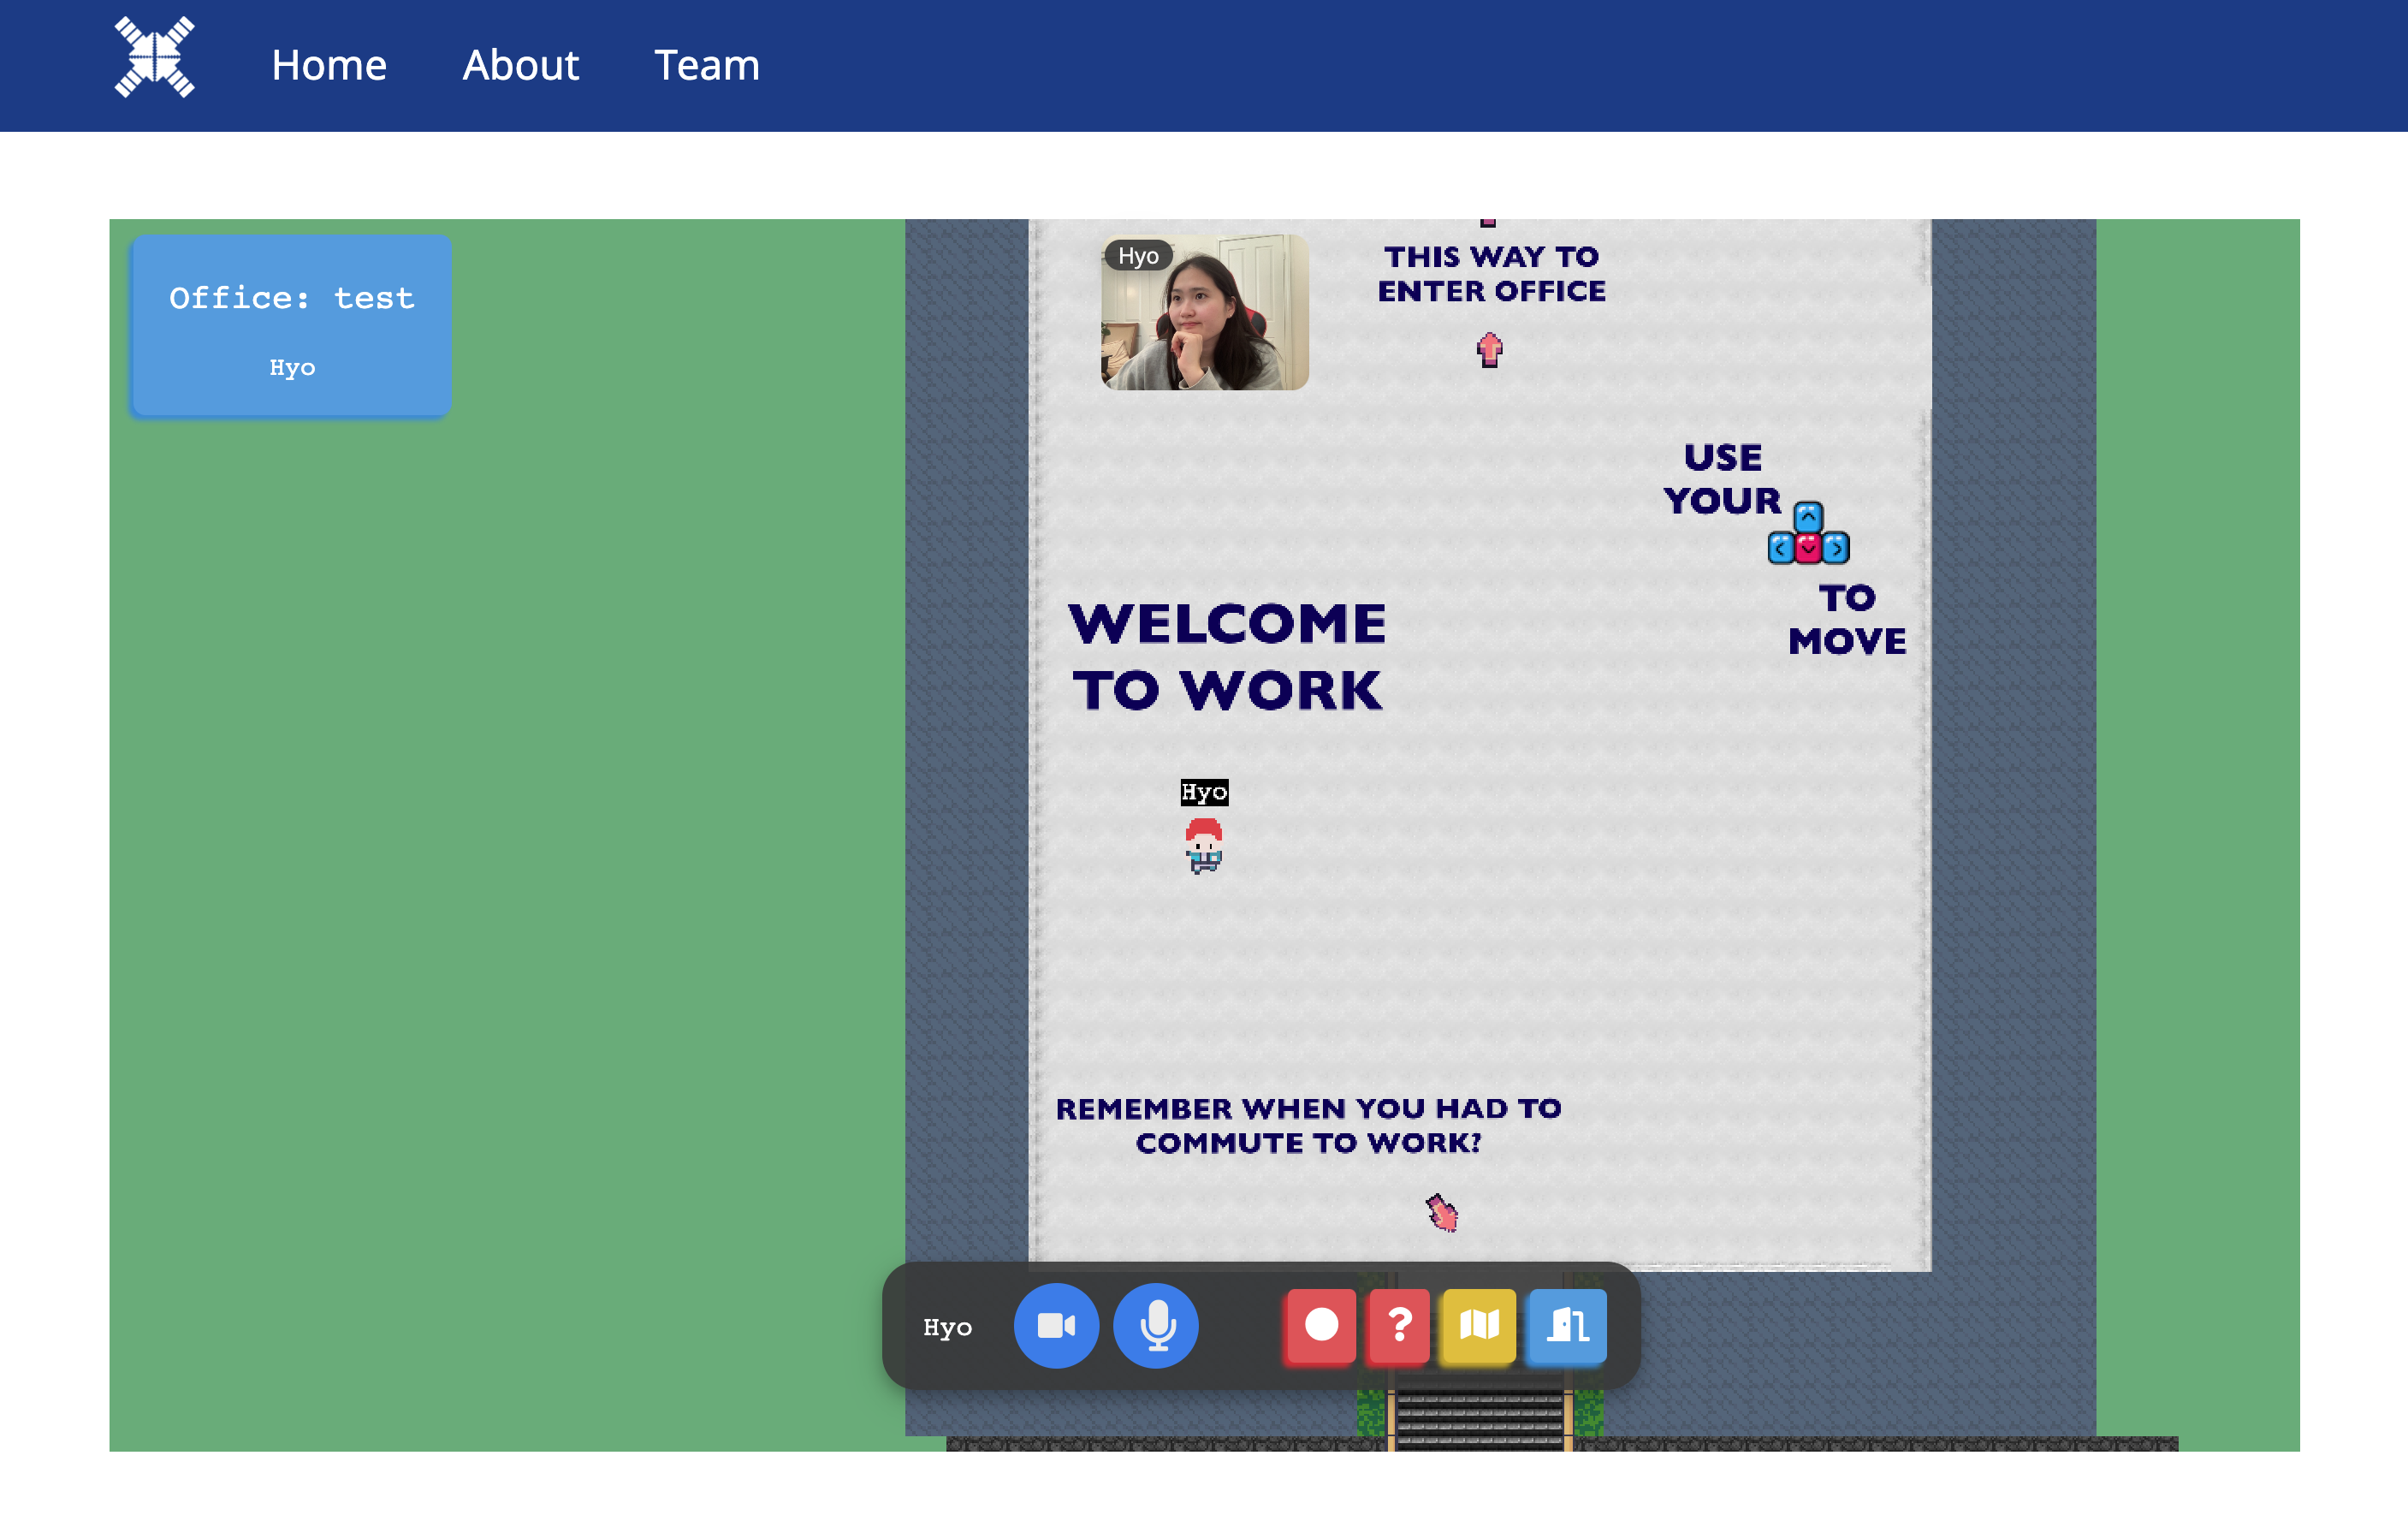 Home About Team
Office: test
Hyo
Hyo
THIS WAY TO
ENTER OFFICE
USE
YOUR
TO
MOVE
WELCOME
TO WORK
Hyo
REMEMBER WHEN YOU HAD TO
COMMUTE TO WORK?
Hyo
?